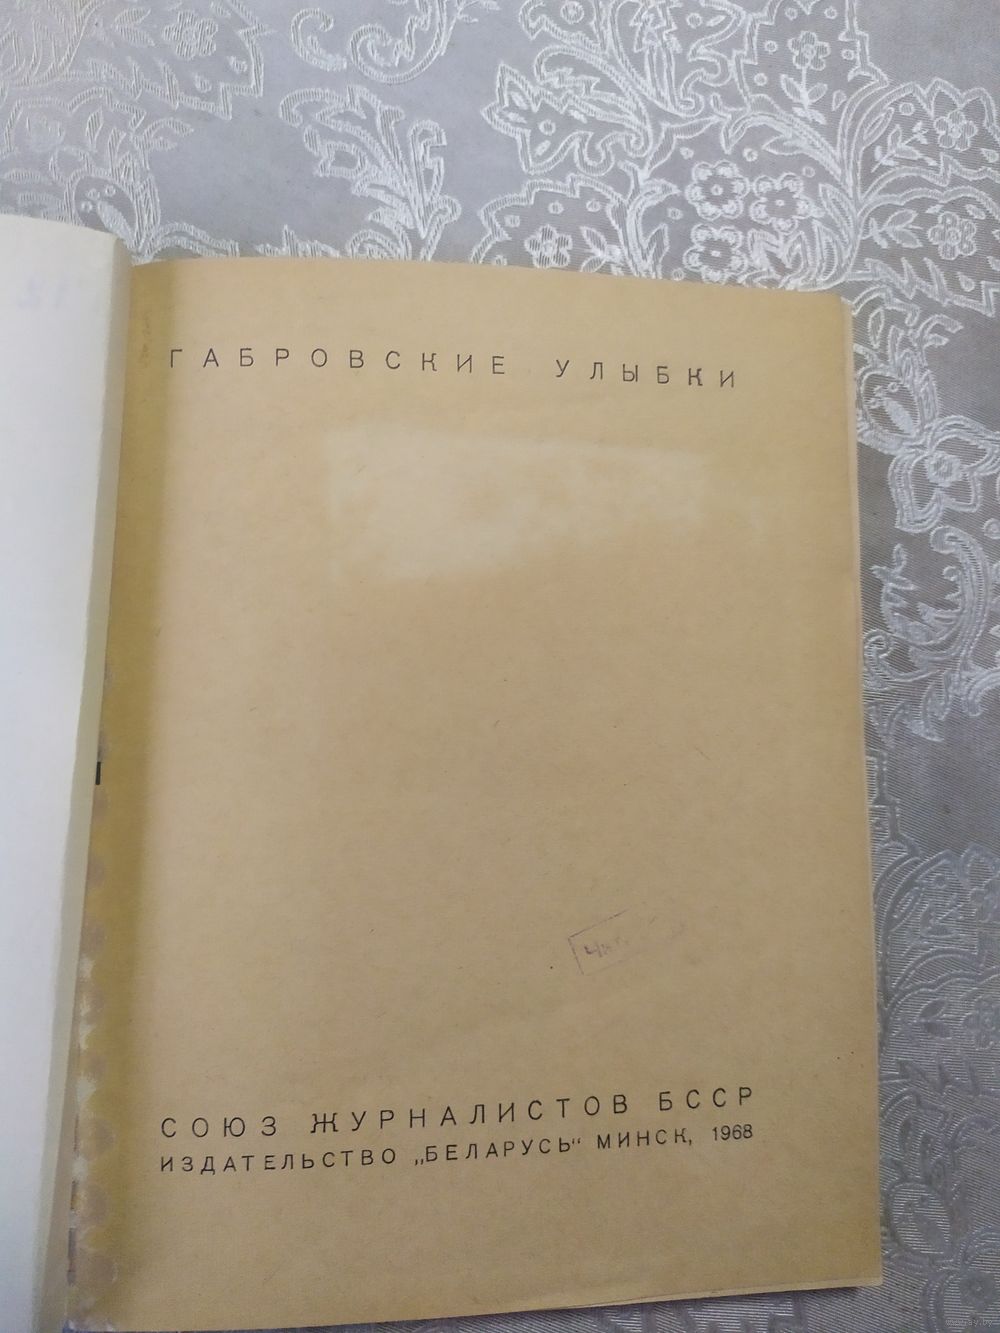 ГАБРОВСКИЕ УЛЫБКИ
СОЮЗ ЖУРНАЛИСТОВ БССР
ИЗДАТЕЛЬСТВО „БЕЛАРУСЬ“ МИНСК, 1968